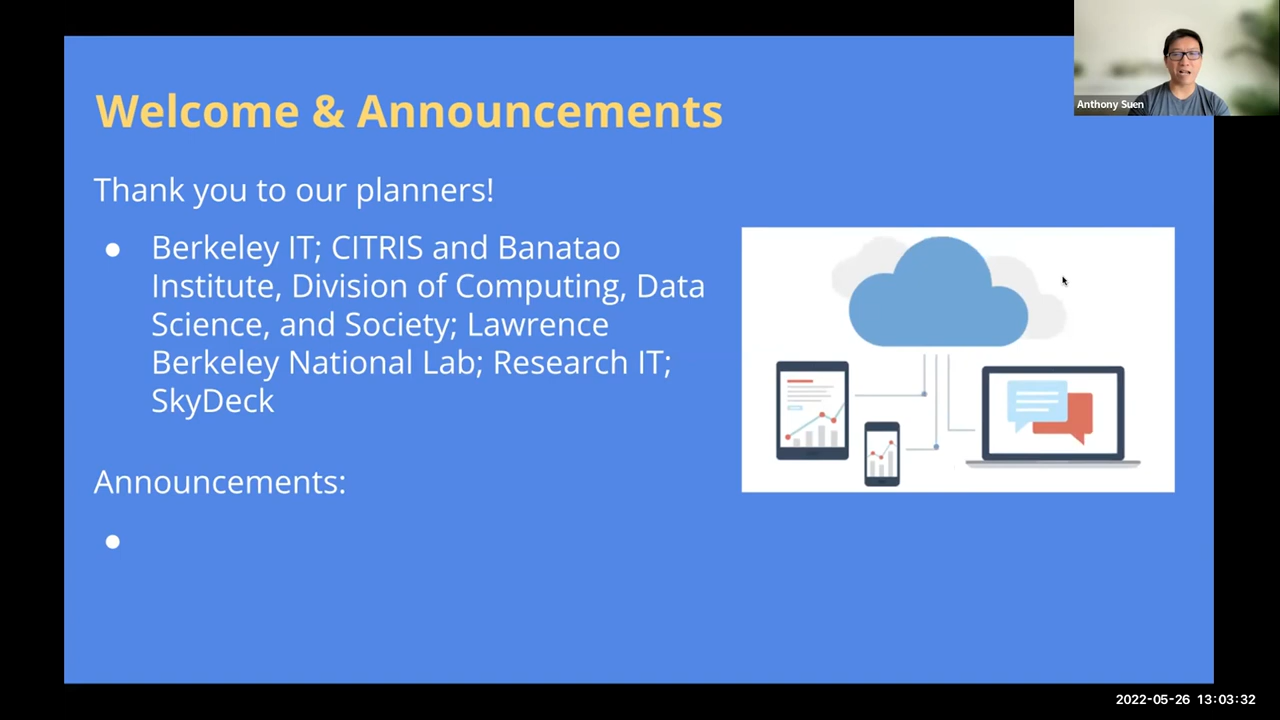 Welcome & Announcements
Anthony Suen
Thank you to our planners!
● Berkeley IT; CITRIS and Banatao
Institute, Division of Computing, Data
Science, and Society; Lawrence
Berkeley National Lab; Research IT;
SkyDeck
Announcements:
●
2022-05-26 13:03:32